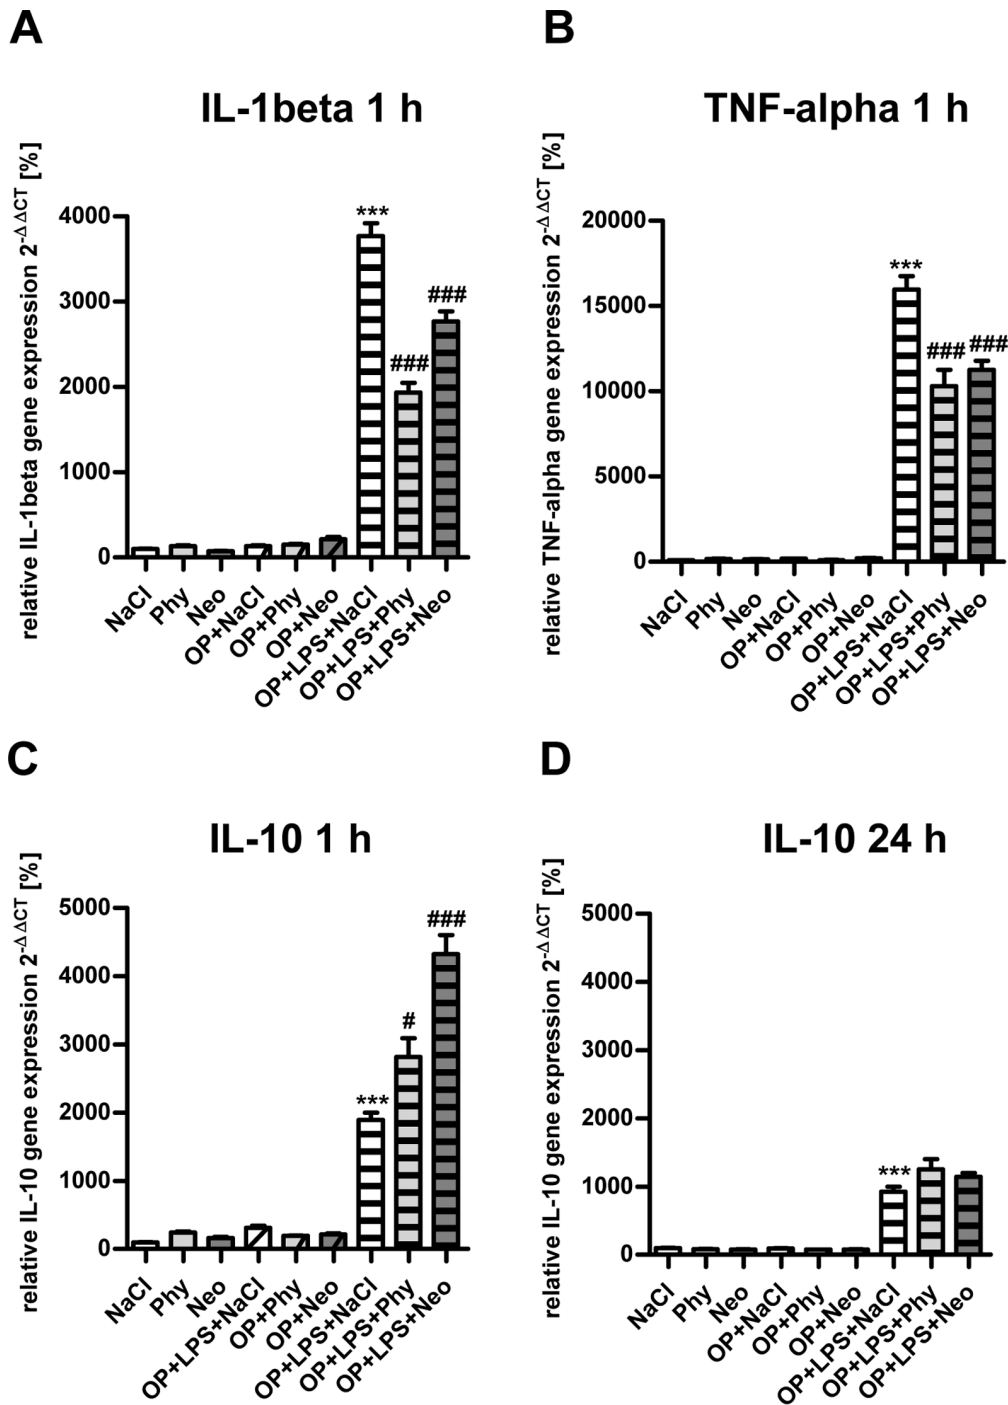 A
IL-1beta 1 h
relative IL-1beta gene expression 2-ΔΔCT [%]
4000
3000
2000
1000
0
***
###
###
NaCl
Phy
Neo
OP+NaCl
OP+Phy
OP+Neo
OP+LPS+NaCl
OP+LPS+Phy
OP+LPS+Neo
B
TNF-alpha 1 h
relative TNF-alpha gene expression 2-ΔΔCT [%]
20000
15000
10000
5000
0
***
###
###
NaCl
Phy
Neo
OP+NaCl
OP+Phy
OP+Neo
OP+LPS+NaCl
OP+LPS+Phy
OP+LPS+Neo
C
IL-10 1 h
relative IL-10 gene expression 2-ΔΔCT [%]
5000
4000
3000
2000
1000
0
***
#
###
NaCl
Phy
Neo
OP+LPS+NaCl
OP+Phy
OP+Neo
OP+LPS+NaCl
OP+LPS+Phy
OP+LPS+Neo
D
IL-10 24 h
relative IL-10 gene expression 2-ΔΔCT [%]
5000
4000
3000
2000
1000
0
***
NaCl
Phy
Neo
OP+NaCl
OP+Phy
OP+Neo
OP+LPS+NaCl
OP+LPS+Phy
OP+LPS+Neo